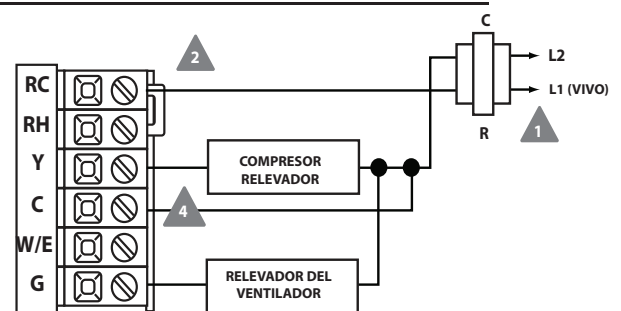 C
L2
L1 (VIVO)
R
1
2
RC
RH
Y
C
W/E
G
COMPRESOR
RELEVADOR
4
RELEVADOR DEL
VENTILADOR